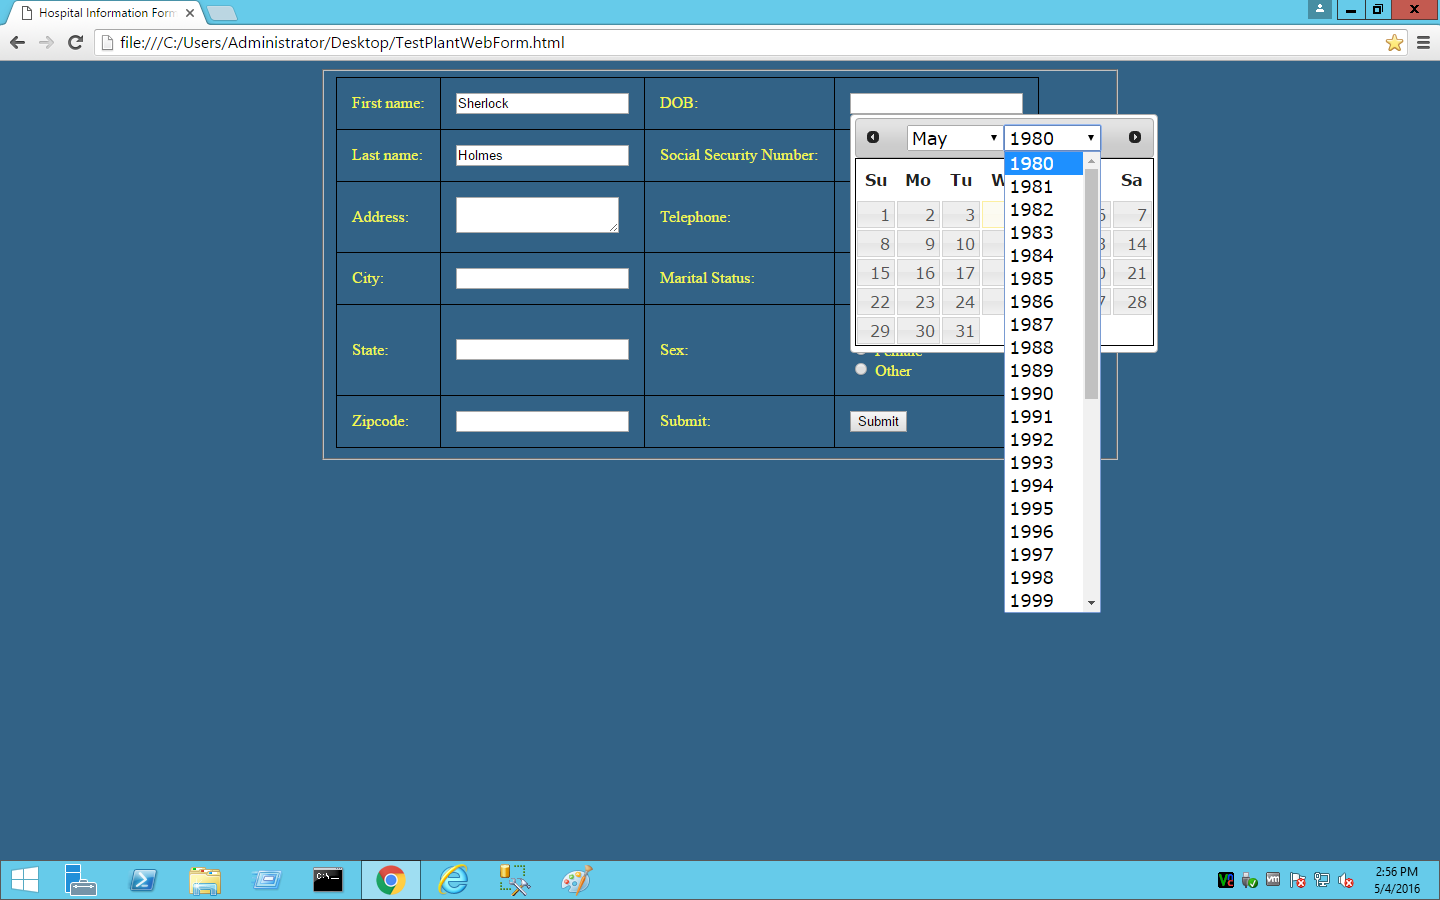 Hospital Information Form
file:///C:/Users/Administrator/Desktop/TestPlantWebForm.html
First name: Sherlock DOB:
Last name: Holmes Social Security Number:
Address: Telephone:
City: Marital Status:
State: Sex:
Female
Other
Zipcode: Submit: Submit
May 1980
Su Mo Tu W Sa
1 2 3 7
8 9 10 14
15 16 17 21
22 23 24 28
29 30 31
1980
1981
1982
1983
1984
1985
1986
1987
1988
1989
1990
1991
1992
1993
1994
1995
1996
1997
1998
1999
C:\
2:56 PM
5/4/2016